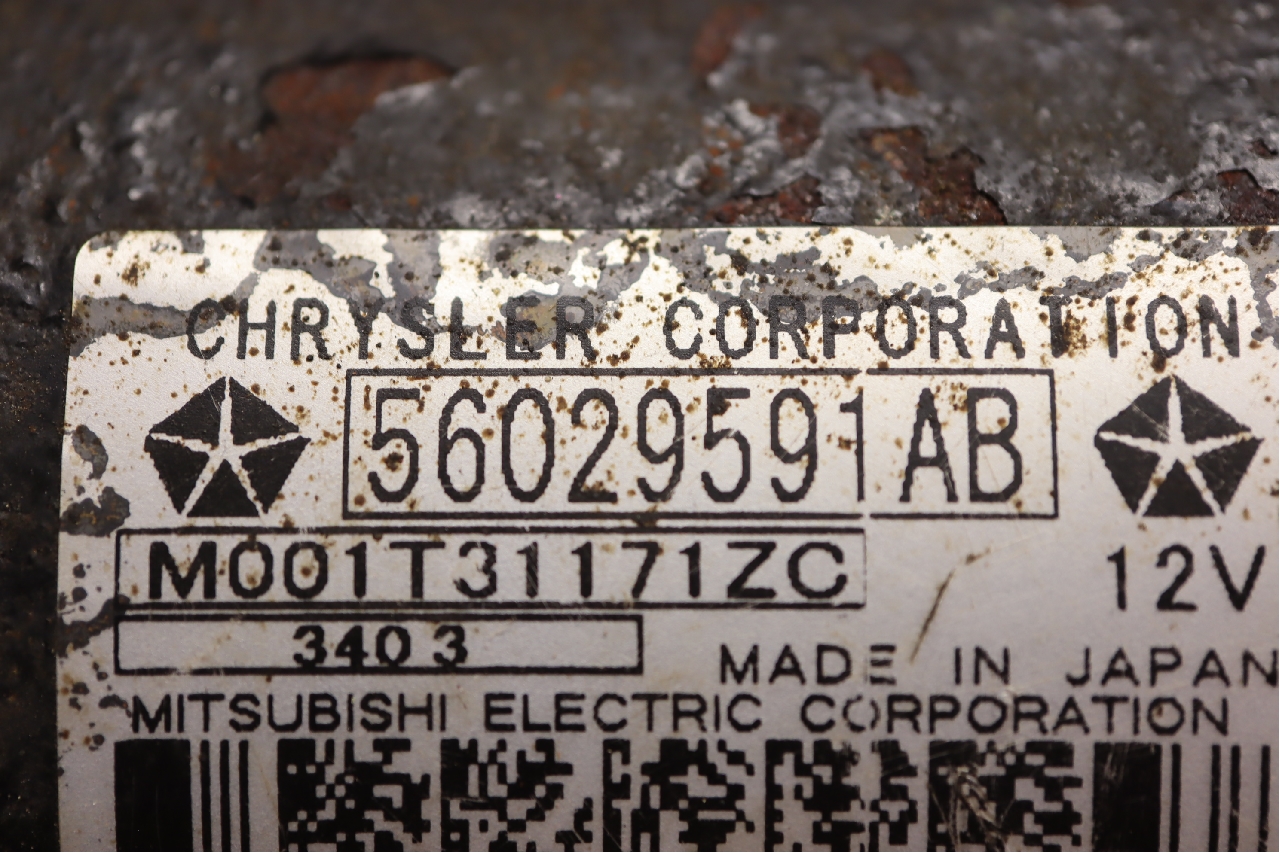 CHRYSLER CORPORATION
56029591AB
M001T31171ZC
12V
3403
MADE IN JAPAN
MITSUBISHI ELECTRIC CORPORATION